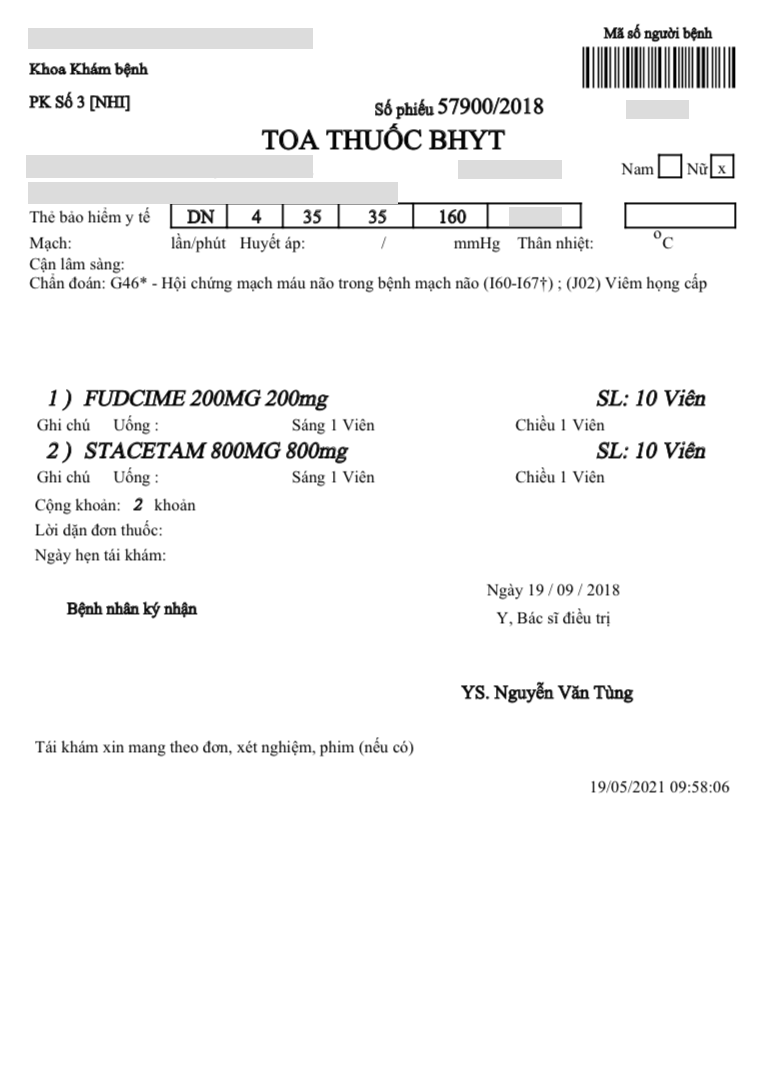 Mã số người bệnh
Khoa Khám bệnh
PK Số 3 [NHI]
Số phiếu 57900/2018
TOA THUỐC BHYT
Nam Nữ x
Thẻ bảo hiểm y tế DN 4 35 35 160
Mạch: lần/phút Huyết áp: / mmHg Thân nhiệt: °C
Cận lâm sàng:
Chẩn đoán: G46* - Hội chứng mạch máu não trong bệnh mạch não (I60-I67†) ; (J02) Viêm họng cấp
1 ) FUDCIME 200MG 200mg SL: 10 Viên
Ghi chú Uống : Sáng 1 Viên Chiều 1 Viên
2 ) STACETAM 800MG 800mg SL: 10 Viên
Ghi chú Uống : Sáng 1 Viên Chiều 1 Viên
Cộng khoản: 2 khoản
Lời dặn đơn thuốc:
Ngày hẹn tái khám:
Ngày 19 / 09 / 2018
Bệnh nhân ký nhận
Y, Bác sĩ điều trị
YS. Nguyễn Văn Tùng
Tái khám xin mang theo đơn, xét nghiệm, phim (nếu có)
19/05/2021 09:58:06